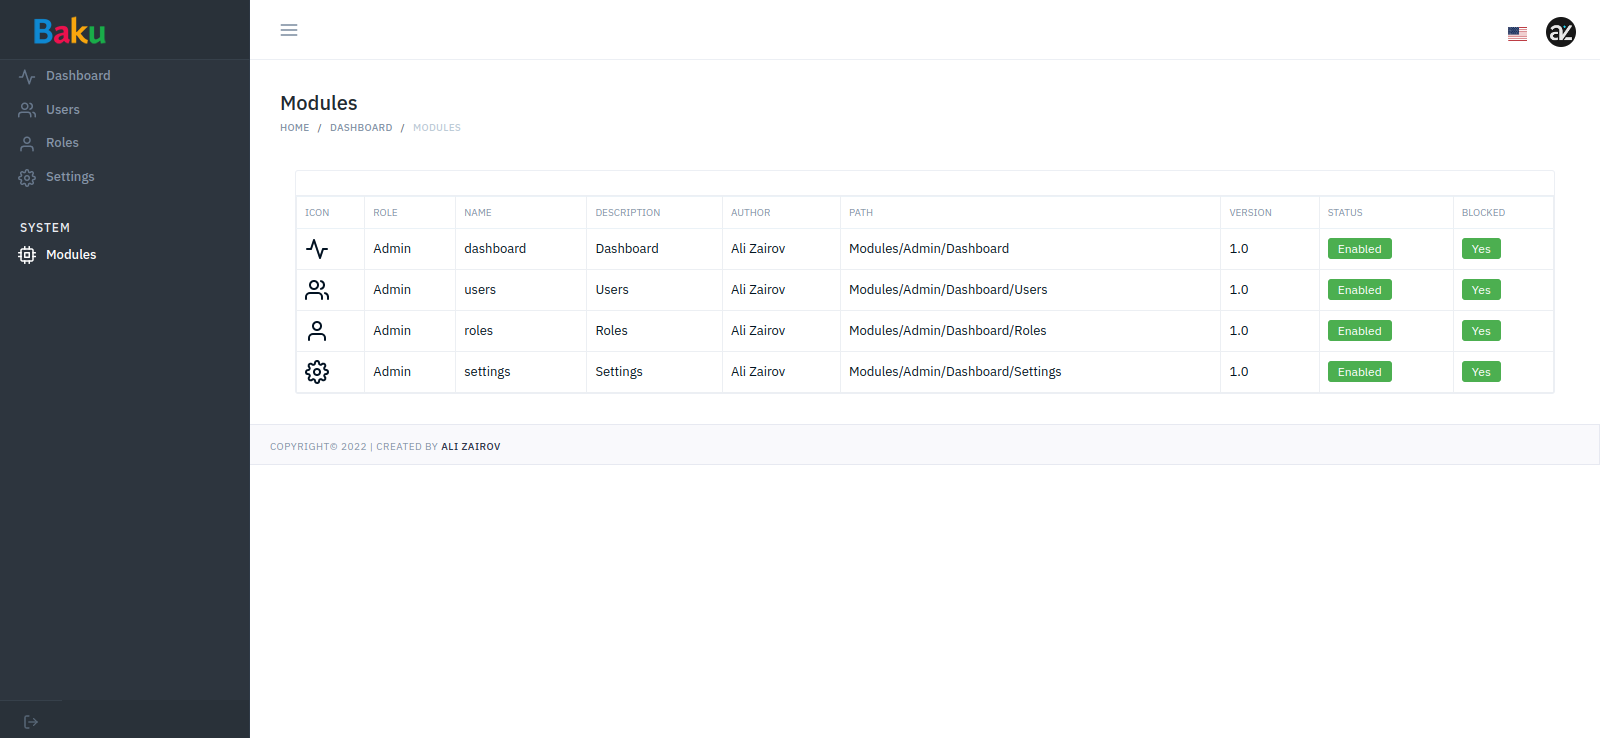 Baku
Dashboard
Users
Roles
Settings
SYSTEM
Modules
az
Modules
HOME / DASHBOARD / MODULES
ICON ROLE NAME DESCRIPTION AUTHOR PATH VERSION STATUS BLOCKED
Admin dashboard Dashboard Ali Zairov Modules/Admin/Dashboard 1.0 Enabled Yes
Admin users Users Ali Zairov Modules/Admin/Dashboard/Users 1.0 Enabled Yes
Admin roles Roles Ali Zairov Modules/Admin/Dashboard/Roles 1.0 Enabled Yes
Admin settings Settings Ali Zairov Modules/Admin/Dashboard/Settings 1.0 Enabled Yes
COPYRIGHT© 2022 | CREATED BY ALI ZAIROV